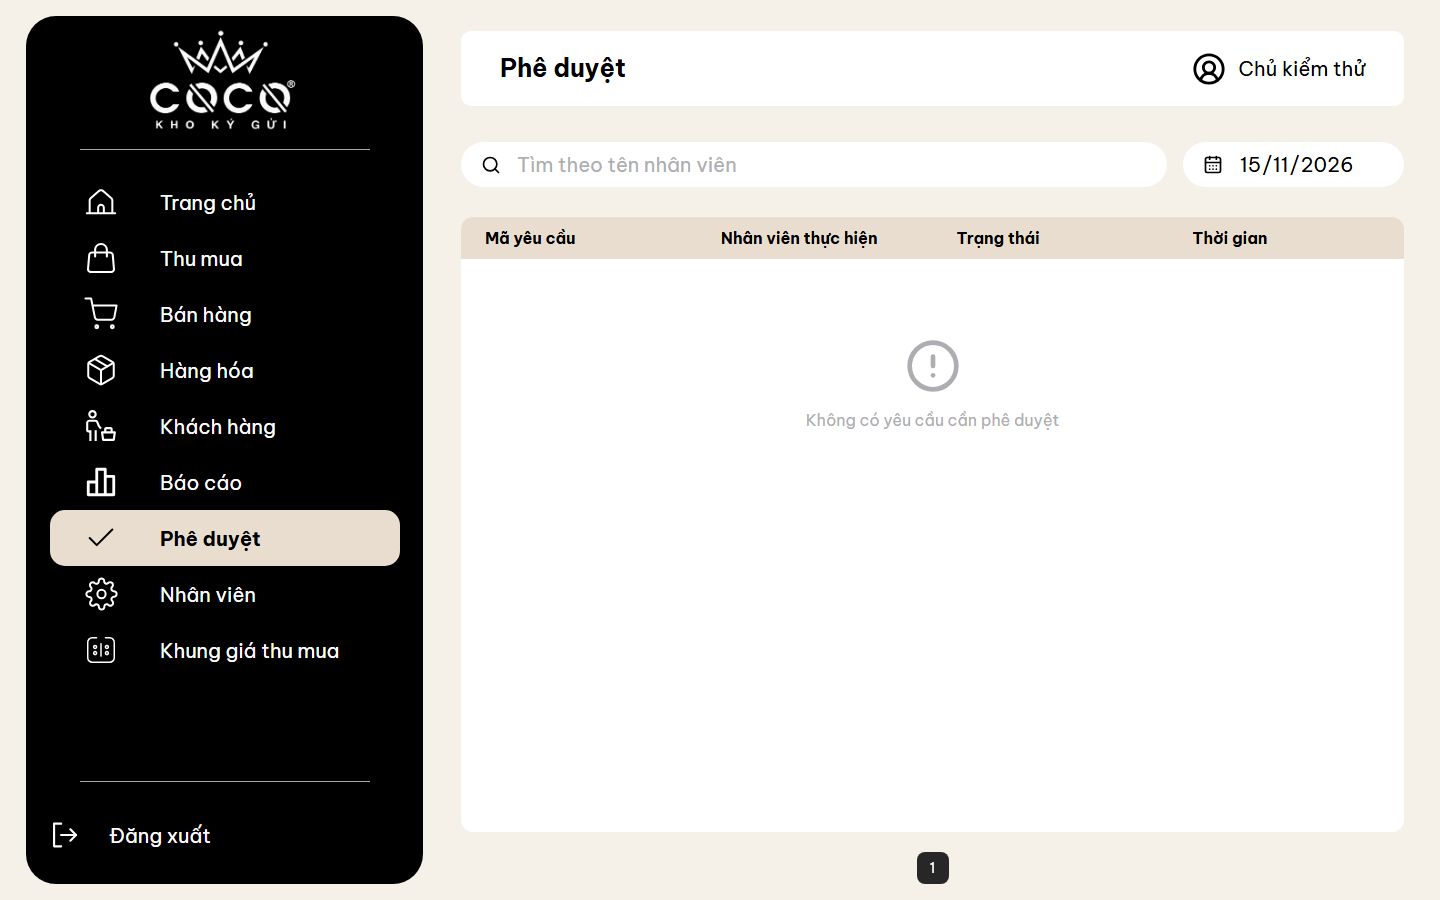 COCO®
KHO KÝ GỬI
Trang chủ
Thu mua
Bán hàng
Hàng hóa
Khách hàng
Báo cáo
Phê duyệt
Nhân viên
Khung giá thu mua
Đăng xuất
Phê duyệt
Chủ kiểm thử
Tìm theo tên nhân viên
15/11/2026
Mã yêu cầu Nhân viên thực hiện Trạng thái Thời gian
Không có yêu cầu cần phê duyệt
1